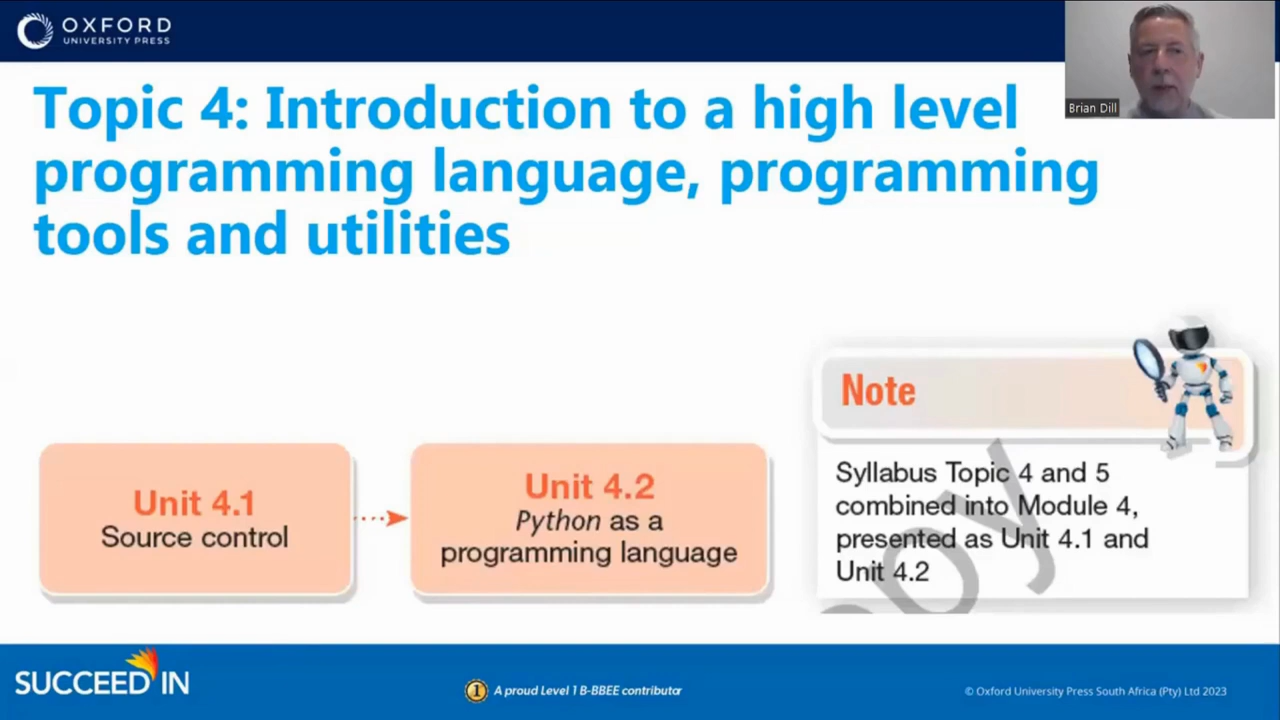 OXFORD
UNIVERSITY PRESS
Brian Dill
Topic 4: Introduction to a high level
programming language, programming
tools and utilities
Unit 4.1
Source control
Unit 4.2
Python as a
programming language
Note
Syllabus Topic 4 and 5
combined into Module 4,
presented as Unit 4.1 and
Unit 4.2
SUCCEED IN
1
A proud Level 1 B-BBEE contributor
© Oxford University Press South Africa (Pty) Ltd 2023